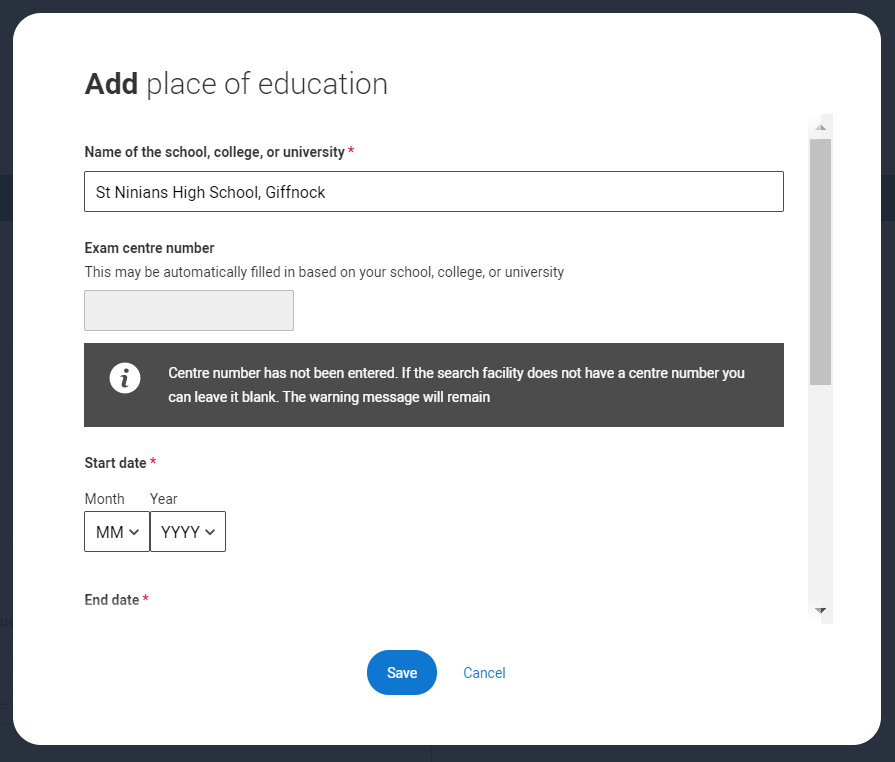 Add place of education
Name of the school, college, or university *
St Ninians High School, Giffnock
Exam centre number
This may be automatically filled in based on your school, college, or university
Centre number has not been entered. If the search facility does not have a centre number you
can leave it blank. The warning message will remain
Start date *
Month Year
MM YYYY
End date *
Save Cancel